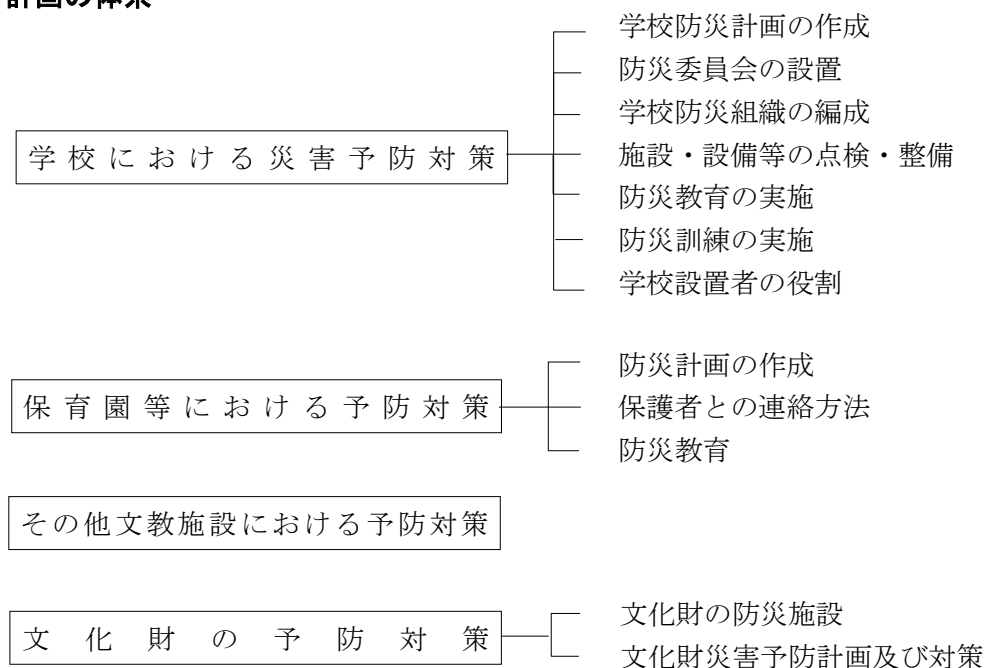 計画の体系
学校における災害予防対策
学校防災計画の作成
防災委員会の設置
学校防災組織の編成
施設・設備等の点検・整備
防災教育の実施
防災訓練の実施
学校設置者の役割
保育園等における予防対策
防災計画の作成
保護者との連絡方法
防災教育
その他文教施設における予防対策
文化財の予防対策
文化財の防災施設
文化財災害予防計画及び対策